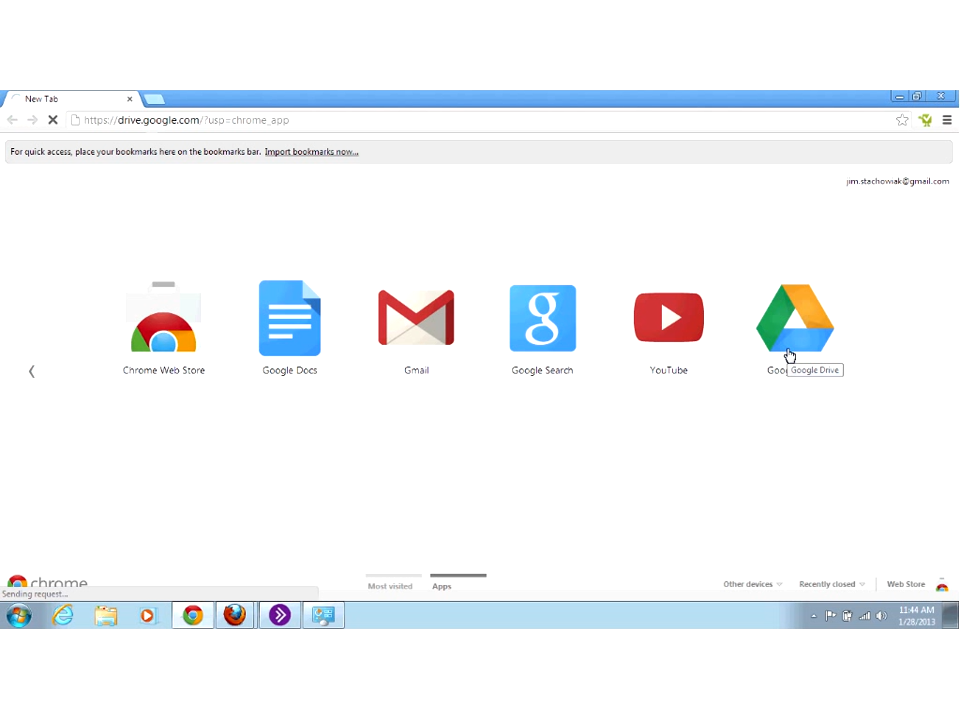 New Tab
https://drive.google.com/?usp=chrome_app
For quick access, place your bookmarks here on the bookmarks bar. Import bookmarks now...
jim.stachowiak@gmail.com
Chrome Web Store
Google Docs
Gmail
Google Search
YouTube
Goo
Google Drive
chrome
Sending request...
Most visited
Apps
Other devices
Recently closed
Web Store
11:44 AM
1/28/2013